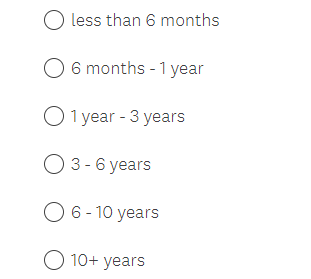 less than 6 months
6 months - 1 year
1 year - 3 years
3 - 6 years
6 - 10 years
10+ years